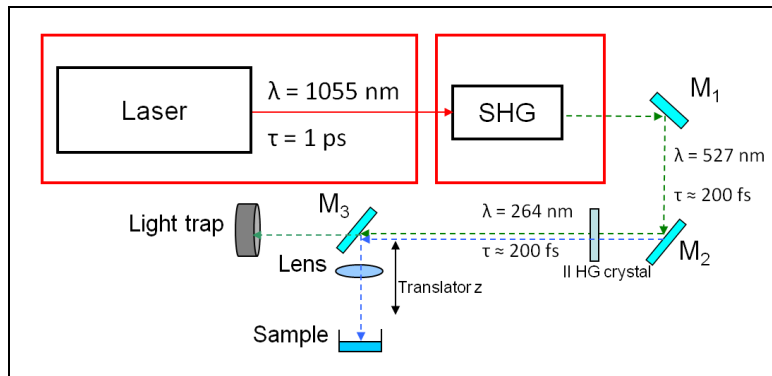 Laser
λ = 1055 nm
τ = 1 ps
SHG
M₁
λ = 527 nm
τ ≈ 200 fs
M₂
λ = 264 nm
τ ≈ 200 fs
II HG crystal
M₃
Light trap
Lens
Translator z
Sample